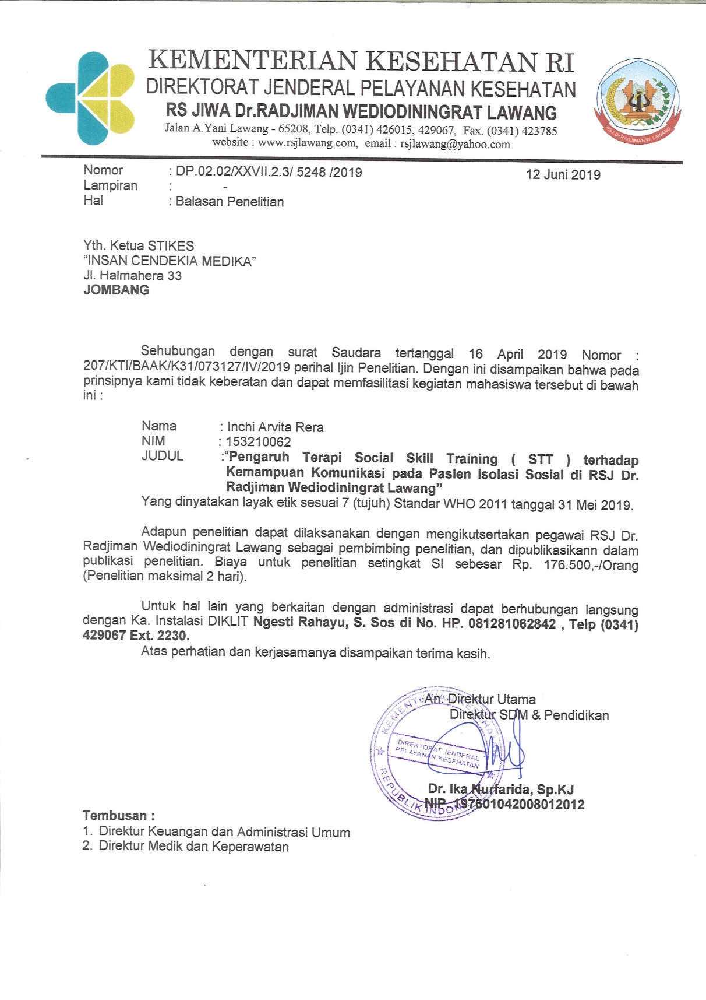 KEMENTERIAN KESEHATAN RI
DIREKTORAT JENDERAL PELAYANAN KESEHATAN
RS JIWA Dr.RADJIMAN WEDIODININGRAT LAWANG
Jalan A.Yani Lawang - 65208, Telp. (0341) 426015, 429067, Fax. (0341) 423785
website : www.rsjlawang.com, email : rsjlawang@yahoo.com
RSJ.Dr.RADJIMAN W. LAWANG
Nomor : DP.02.02/XXVII.2.3/ 5248 /2019 12 Juni 2019
Lampiran : -
Hal : Balasan Penelitian
Yth. Ketua STIKES
“INSAN CENDEKIA MEDIKA”
Jl. Halmahera 33
JOMBANG
Sehubungan dengan surat Saudara tertanggal 16 April 2019 Nomor :
207/KTI/BAAK/K31/073127/IV/2019 perihal Ijin Penelitian. Dengan ini disampaikan bahwa pada
prinsipnya kami tidak keberatan dan dapat memfasilitasi kegiatan mahasiswa tersebut di bawah
ini :
Nama : Inchi Arvita Rera
NIM : 153210062
JUDUL :“Pengaruh Terapi Social Skill Training ( STT ) terhadap
Kemampuan Komunikasi pada Pasien Isolasi Sosial di RSJ Dr.
Radjiman Wediodiningrat Lawang”
Yang dinyatakan layak etik sesuai 7 (tujuh) Standar WHO 2011 tanggal 31 Mei 2019.
Adapun penelitian dapat dilaksanakan dengan mengikutsertakan pegawai RSJ Dr.
Radjiman Wediodiningrat Lawang sebagai pembimbing penelitian, dan dipublikasikann dalam
publikasi penelitian. Biaya untuk penelitian setingkat SI sebesar Rp. 176.500,-/Orang
(Penelitian maksimal 2 hari).
Untuk hal lain yang berkaitan dengan administrasi dapat berhubungan langsung
dengan Ka. Instalasi DIKLIT Ngesti Rahayu, S. Sos di No. HP. 081281062842 , Telp (0341)
429067 Ext. 2230.
Atas perhatian dan kerjasamanya disampaikan terima kasih.
An. Direktur Utama
Direktur SDM & Pendidikan
KEMENTERIAN KESEHATAN
DIREKTORAT JENDERAL
PELAYANAN KESEHATAN
REPUBLIK INDONESIA
Dr. Ika Nurfarida, Sp.KJ
NIP. 197601042008012012
Tembusan :
1. Direktur Keuangan dan Administrasi Umum
2. Direktur Medik dan Keperawatan